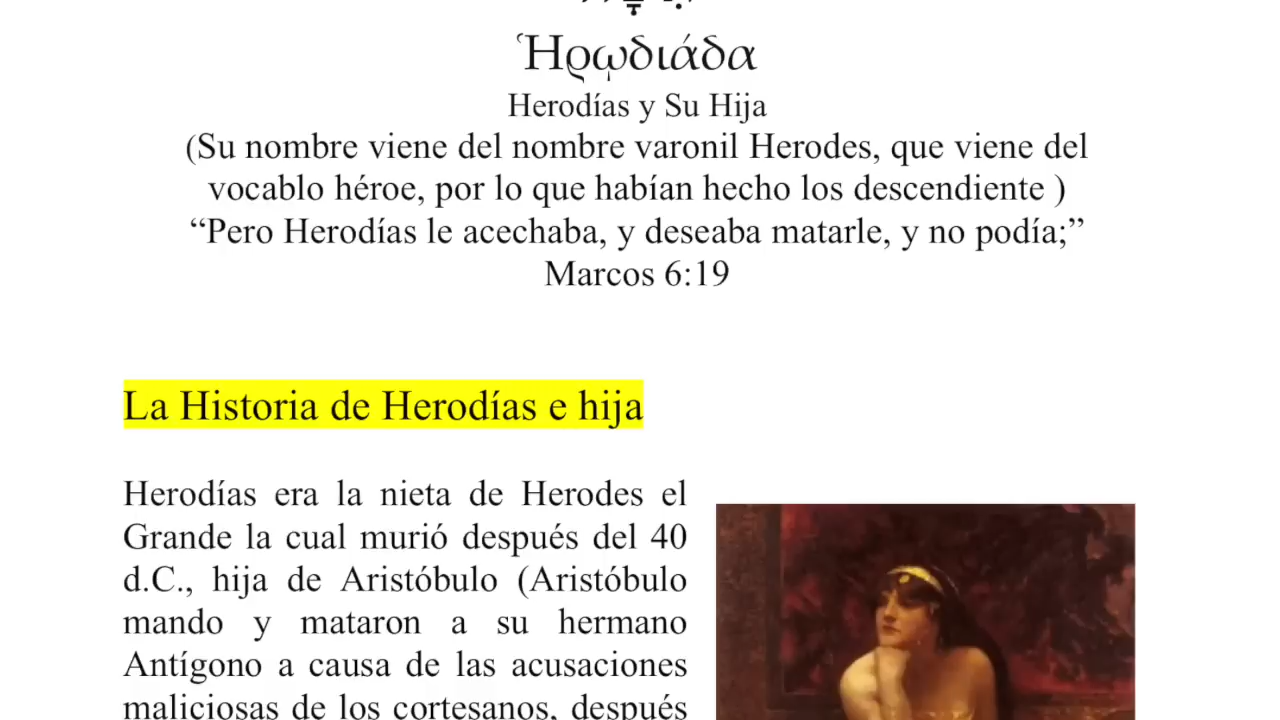 Ἡρῳδιάδα
Herodías y Su Hija
(Su nombre viene del nombre varonil Herodes, que viene del
vocablo héroe, por lo que habían hecho los descendiente )
“Pero Herodías le acechaba, y deseaba matarle, y no podía;”
Marcos 6:19
La Historia de Herodías e hija
Herodías era la nieta de Herodes el
Grande la cual murió después del 40
d.C., hija de Aristóbulo (Aristóbulo
mando y mataron a su hermano
Antígono a causa de las acusaciones
maliciosas de los cortesanos, después